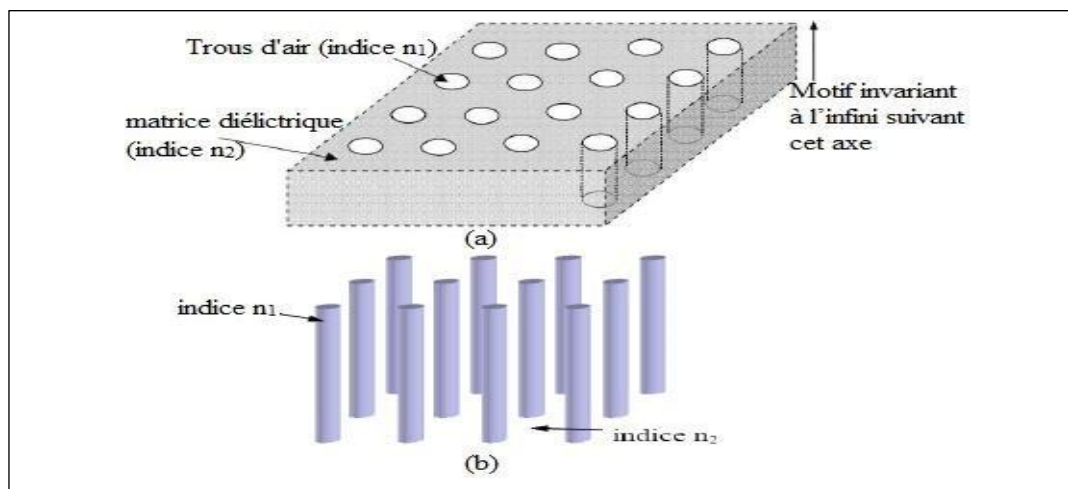 Trous d'air (indice n1)
matrice diélictrique
(indice n2)
Motif invariant
à l'infini suivant
cet axe
(a)
indice n1
indice n2
(b)